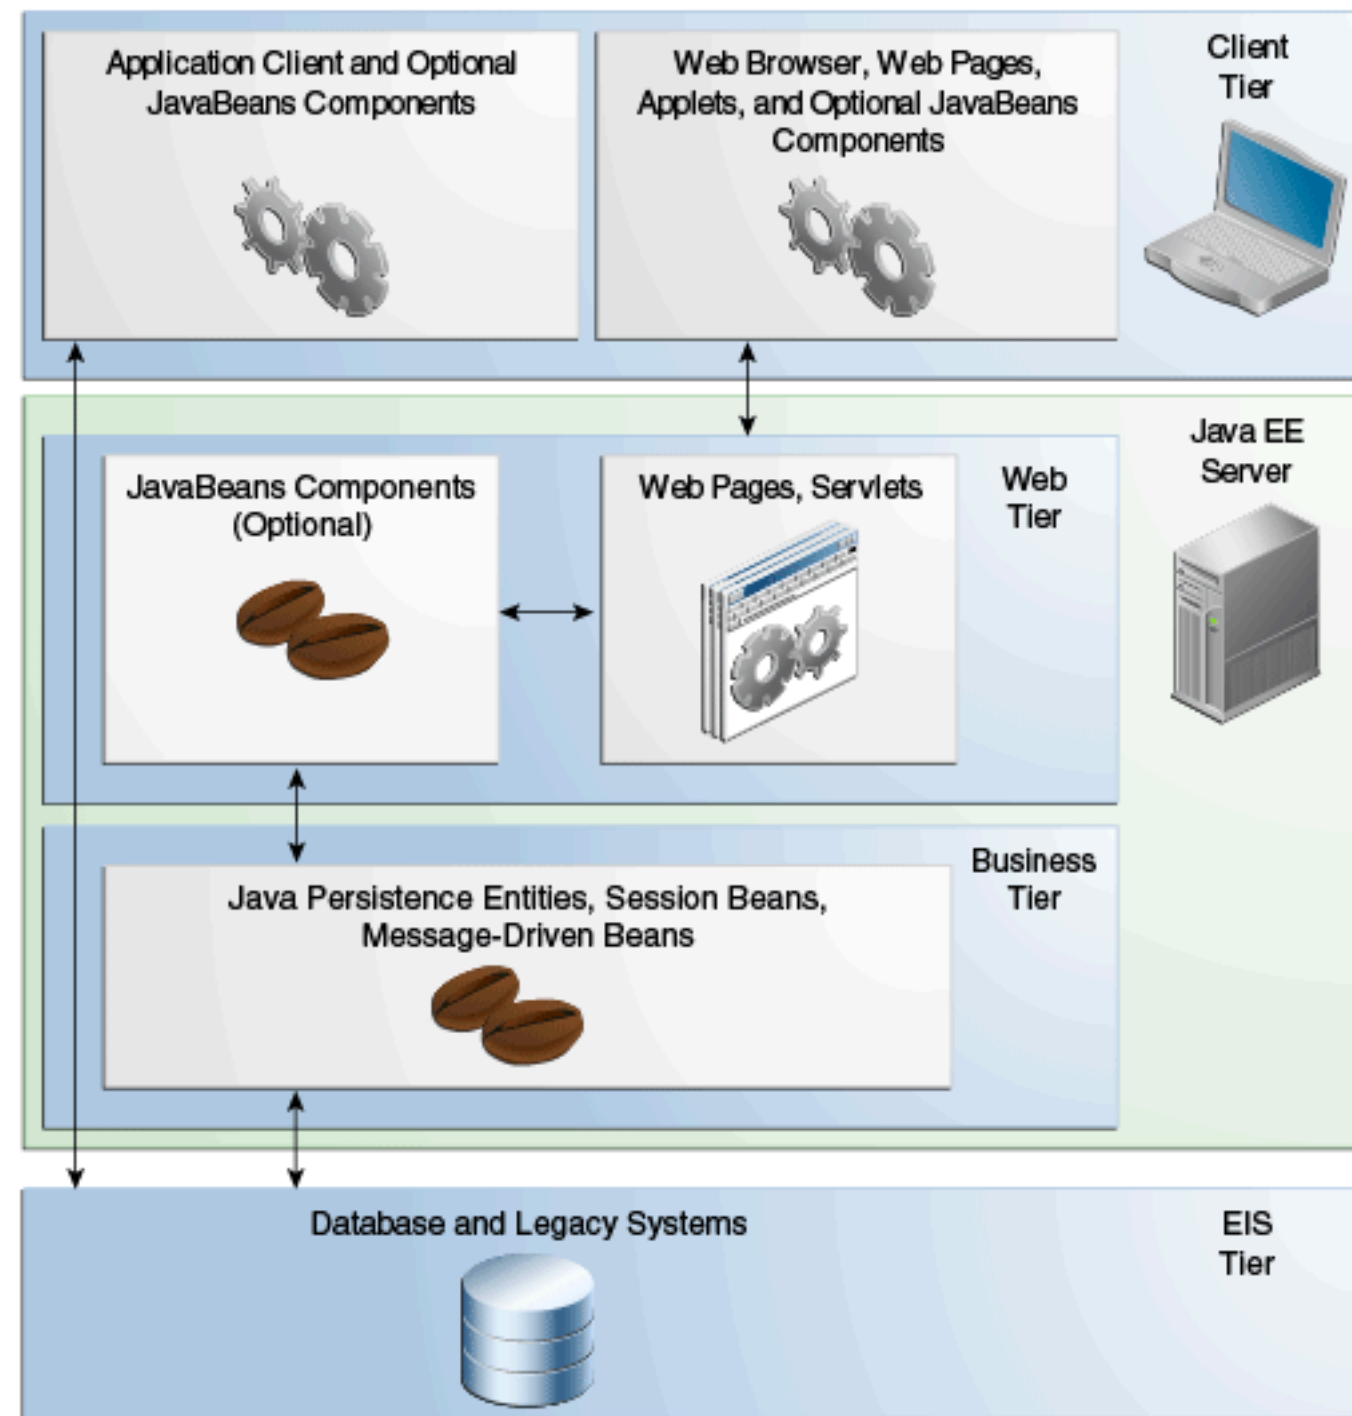 Application Client and Optional
JavaBeans Components
Web Browser, Web Pages,
Applets, and Optional JavaBeans
Components
Client
Tier
JavaBeans Components
(Optional)
Web Pages, Servlets
Web
Tier
Java EE
Server
Java Persistence Entities, Session Beans,
Message-Driven Beans
Business
Tier
Database and Legacy Systems
EIS
Tier